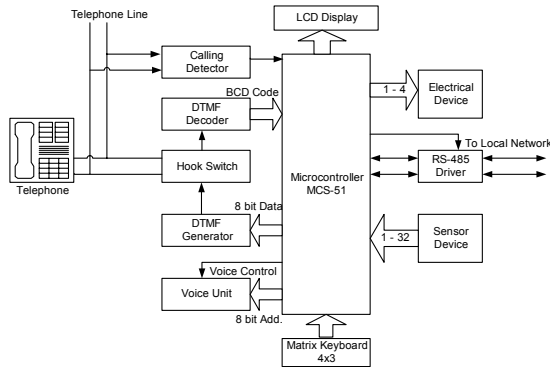 Telephone Line
LCD Display
Calling
Detector
BCD Code
DTMF
Decoder
1 - 4
Electrical
Device
To Local Network
Telephone
Hook Switch
Microcontroller
MCS-51
RS-485
Driver
8 bit Data
DTMF
Generator
1 - 32
Sensor
Device
Voice Control
Voice Unit
8 bit Add.
Matrix Keyboard
4x3